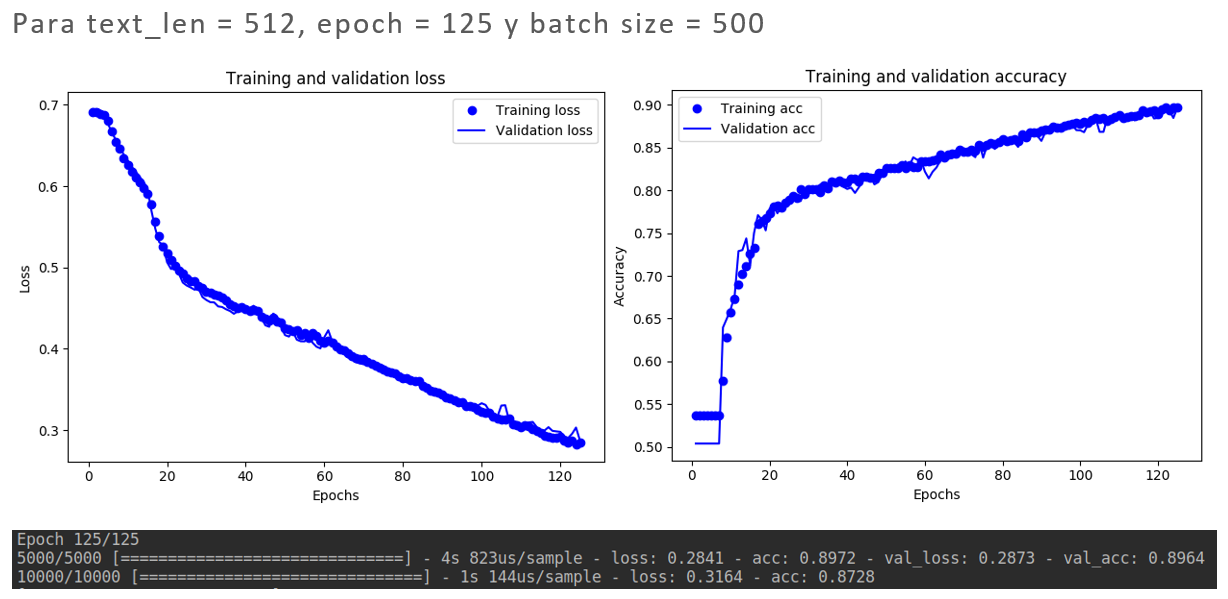 Para text_len = 512, epoch = 125 y batch size = 500
Training and validation loss
0.7
0.6
0.5
0.4
0.3
Loss
0
20
40
60
80
100
120
Epochs
Training loss
Validation loss
Training and validation accuracy
0.90
0.85
0.80
0.75
0.70
0.65
0.60
0.55
0.50
Accuracy
0
20
40
60
80
100
120
Epochs
Training acc
Validation acc
Epoch 125/125
5000/5000 [==============================] - 4s 823us/sample - loss: 0.2841 - acc: 0.8972 - val_loss: 0.2873 - val_acc: 0.8964
10000/10000 [==============================] - 1s 144us/sample - loss: 0.3164 - acc: 0.8728